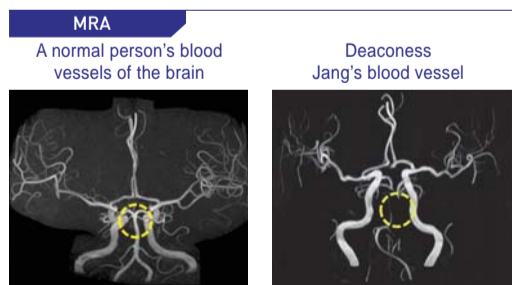 MRA
A normal person's blood
vessels of the brain
Deaconess
Jang's blood vessel